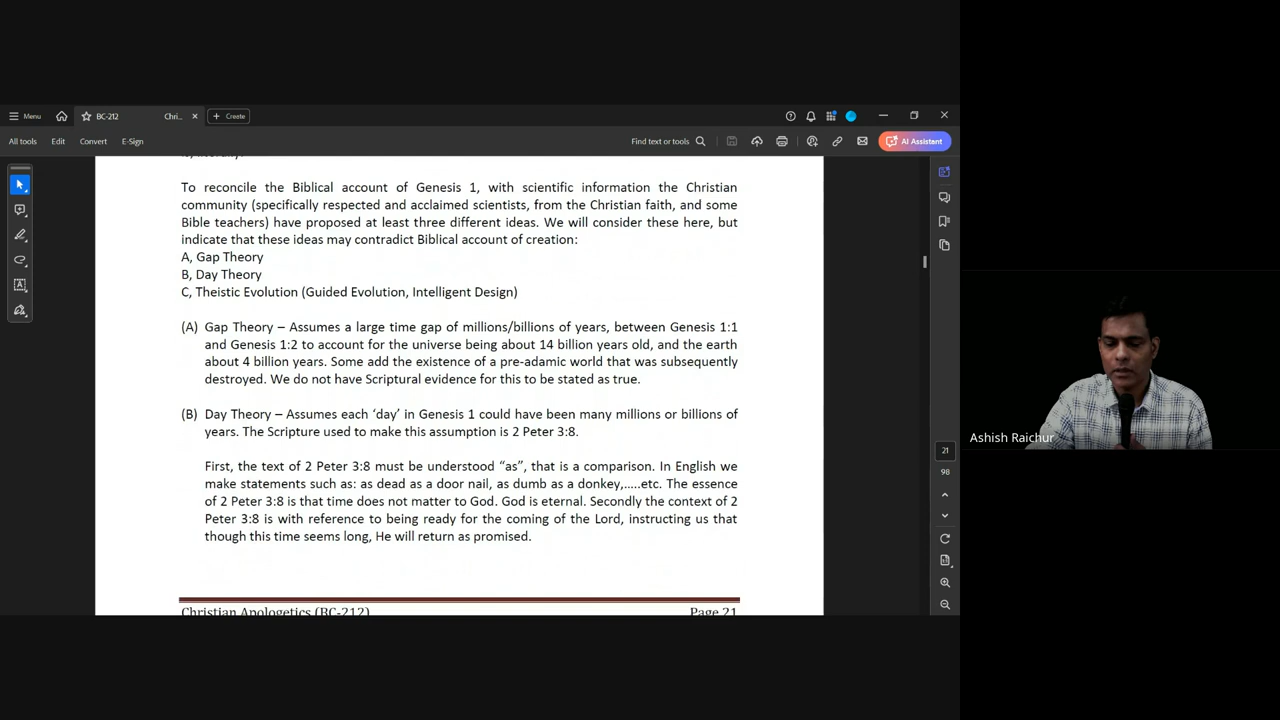 Menu
BC-212
Chri...
Create
All tools
Edit
Convert
E-Sign
Find text or tools
AI Assistant
To reconcile the Biblical account of Genesis 1, with scientific information the Christian
community (specifically respected and acclaimed scientists, from the Christian faith, and some
Bible teachers) have proposed at least three different ideas. We will consider these here, but
indicate that these ideas may contradict Biblical account of creation:
A, Gap Theory
B, Day Theory
C, Theistic Evolution (Guided Evolution, Intelligent Design)
(A) Gap Theory – Assumes a large time gap of millions/billions of years, between Genesis 1:1
and Genesis 1:2 to account for the universe being about 14 billion years old, and the earth
about 4 billion years. Some add the existence of a pre-adamic world that was subsequently
destroyed. We do not have Scriptural evidence for this to be stated as true.
(B) Day Theory – Assumes each ‘day’ in Genesis 1 could have been many millions or billions of
years. The Scripture used to make this assumption is 2 Peter 3:8.
First, the text of 2 Peter 3:8 must be understood “as”, that is a comparison. In English we
make statements such as: as dead as a door nail, as dumb as a donkey,.....etc. The essence
of 2 Peter 3:8 is that time does not matter to God. God is eternal. Secondly the context of 2
Peter 3:8 is with reference to being ready for the coming of the Lord, instructing us that
though this time seems long, He will return as promised.
Christian Apologetics (BC-212)
Page 21
21
98
Ashish Raichur